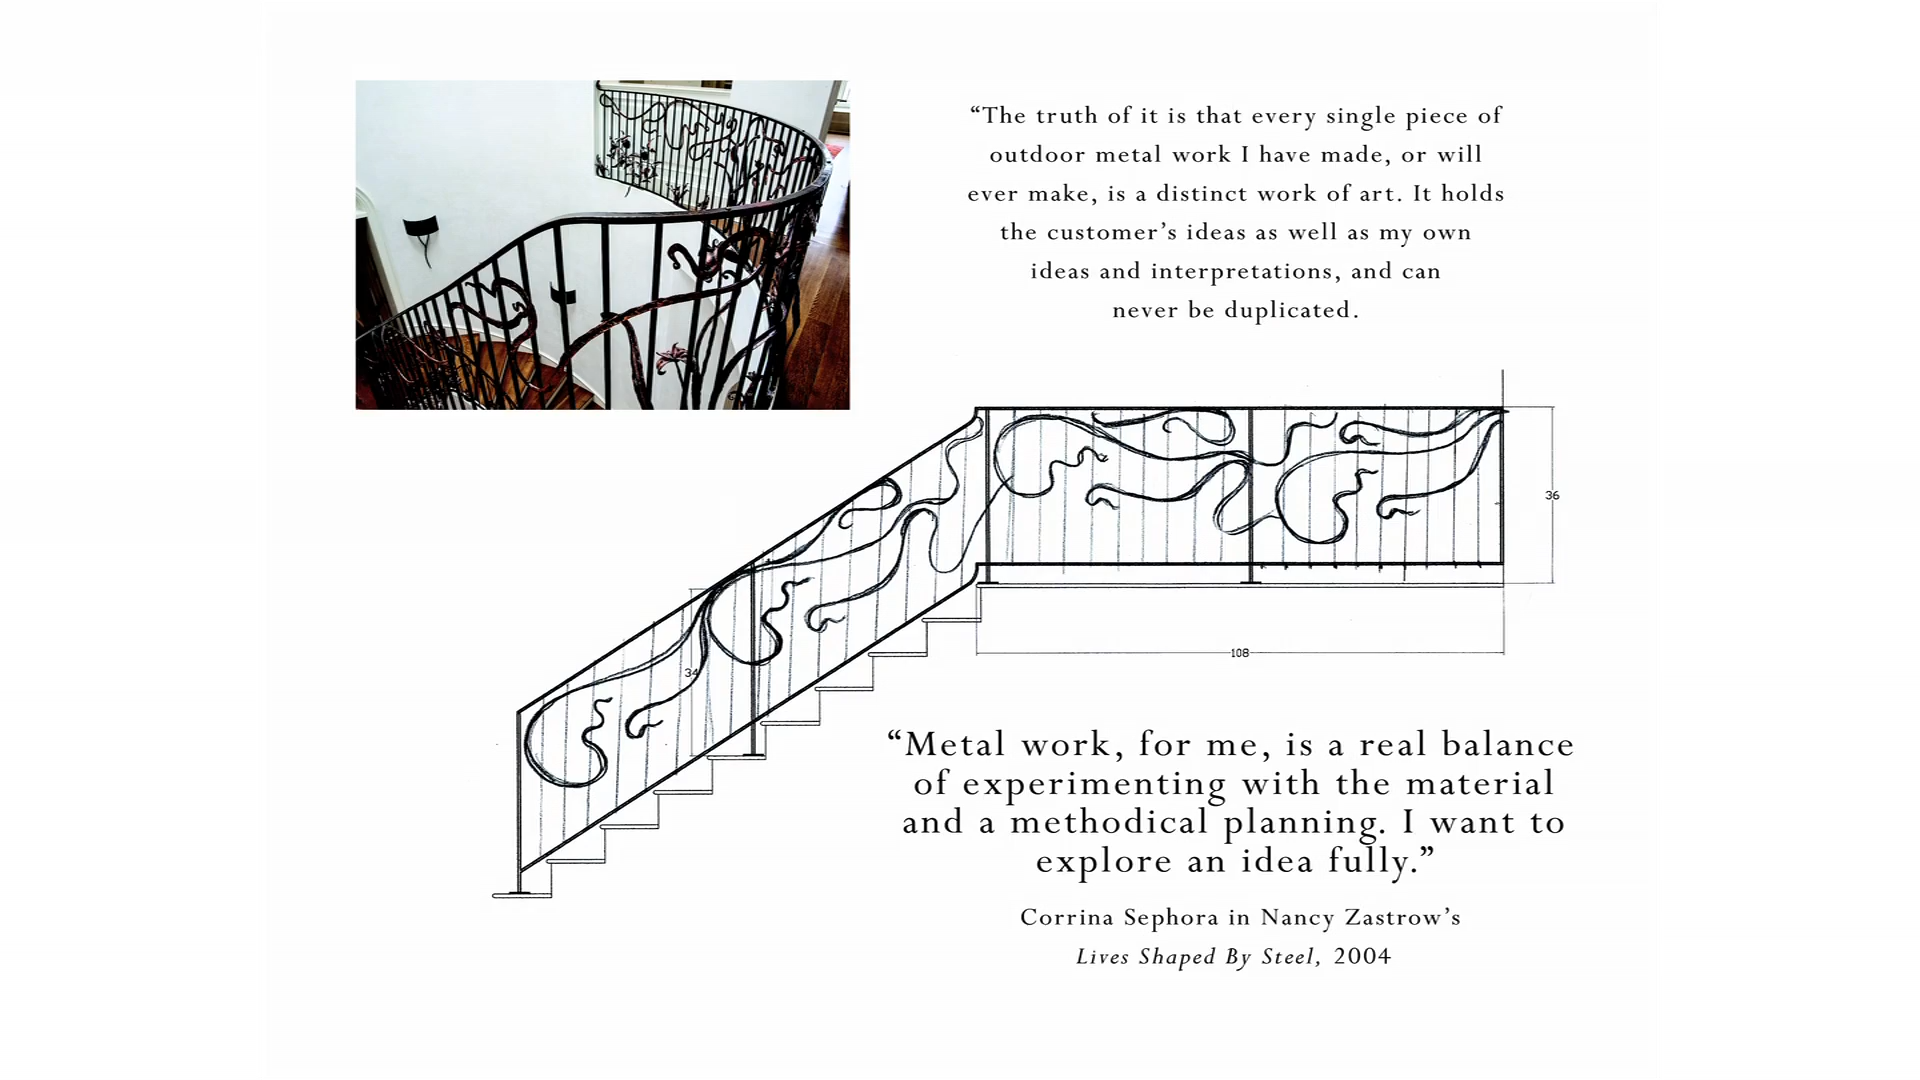 “The truth of it is that every single piece of
outdoor metal work I have made, or will
ever make, is a distinct work of art. It holds
the customer’s ideas as well as my own
ideas and interpretations, and can
never be duplicated.
36
108
34
“Metal work, for me, is a real balance
of experimenting with the material
and a methodical planning. I want to
explore an idea fully.”
Corrina Sephora in Nancy Zastrow’s
Lives Shaped By Steel, 2004